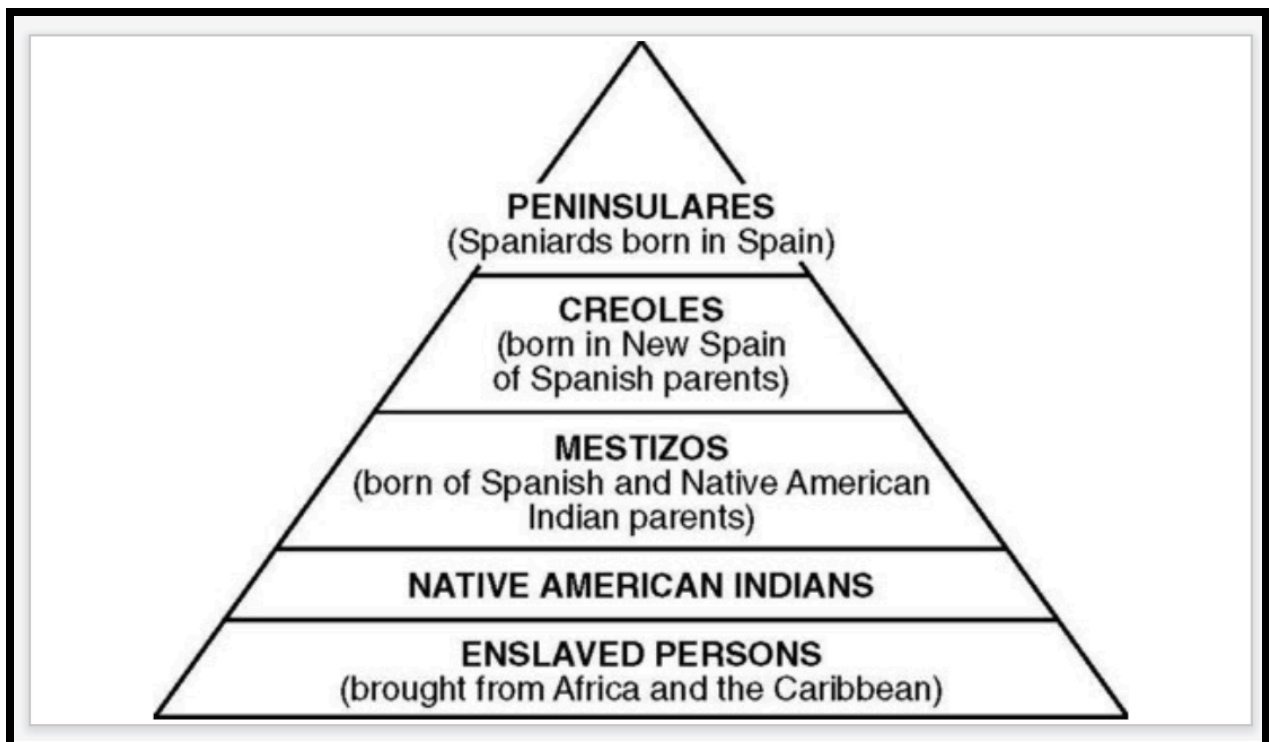 PENINSULARES
(Spaniards born in Spain)
CREOLES
(born in New Spain
of Spanish parents)
MESTIZOS
(born of Spanish and Native American
Indian parents)
NATIVE AMERICAN INDIANS
ENSLAVED PERSONS
(brought from Africa and the Caribbean)